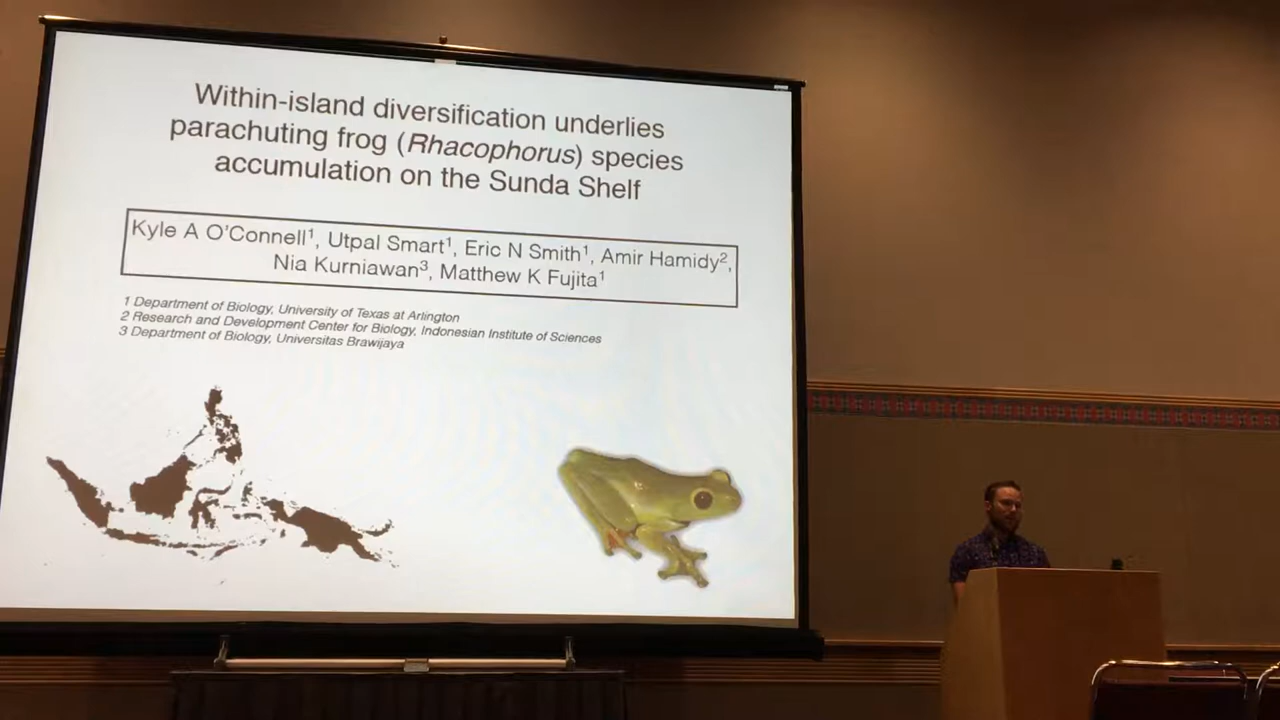 Within-island diversification underlies
parachuting frog (Rhacophorus) species
accumulation on the Sunda Shelf
Kyle A O'Connell¹, Utpal Smart¹, Eric N Smith¹, Amir Hamidy²,
Nia Kurniawan³, Matthew K Fujita¹
1 Department of Biology, University of Texas at Arlington
2 Research and Development Center for Biology, Indonesian Institute of Sciences
3 Department of Biology, Universitas Brawijaya